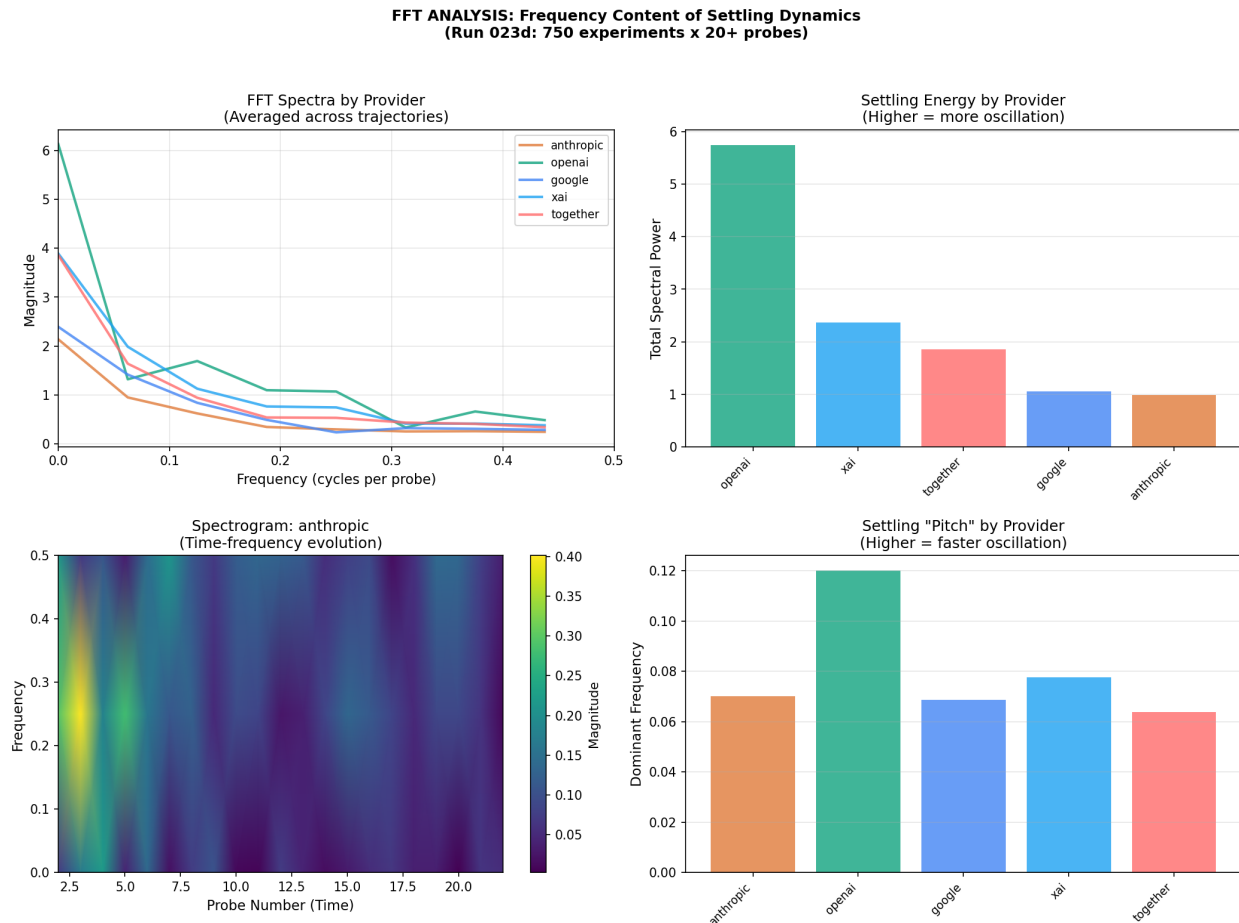 FFT ANALYSIS: Frequency Content of Settling Dynamics
(Run 023d: 750 experiments x 20+ probes)
FFT Spectra by Provider
(Averaged across trajectories)
Magnitude
6
5
4
3
2
1
0
0.0
0.1
0.2
0.3
0.4
0.5
Frequency (cycles per probe)
anthropic
openai
google
xai
together
Settling Energy by Provider
(Higher = more oscillation)
Total Spectral Power
6
5
4
3
2
1
0
openai
xai
together
google
anthropic
Spectrogram: anthropic
(Time-frequency evolution)
Frequency
0.5
0.4
0.3
0.2
0.1
0.0
2.5
5.0
7.5
10.0
12.5
15.0
17.5
20.0
Probe Number (Time)
0.40
0.35
0.30
0.25
0.20
0.15
0.10
0.05
Magnitude
Settling "Pitch" by Provider
(Higher = faster oscillation)
Dominant Frequency
0.12
0.10
0.08
0.06
0.04
0.02
0.00
anthropic
openai
google
xai
together